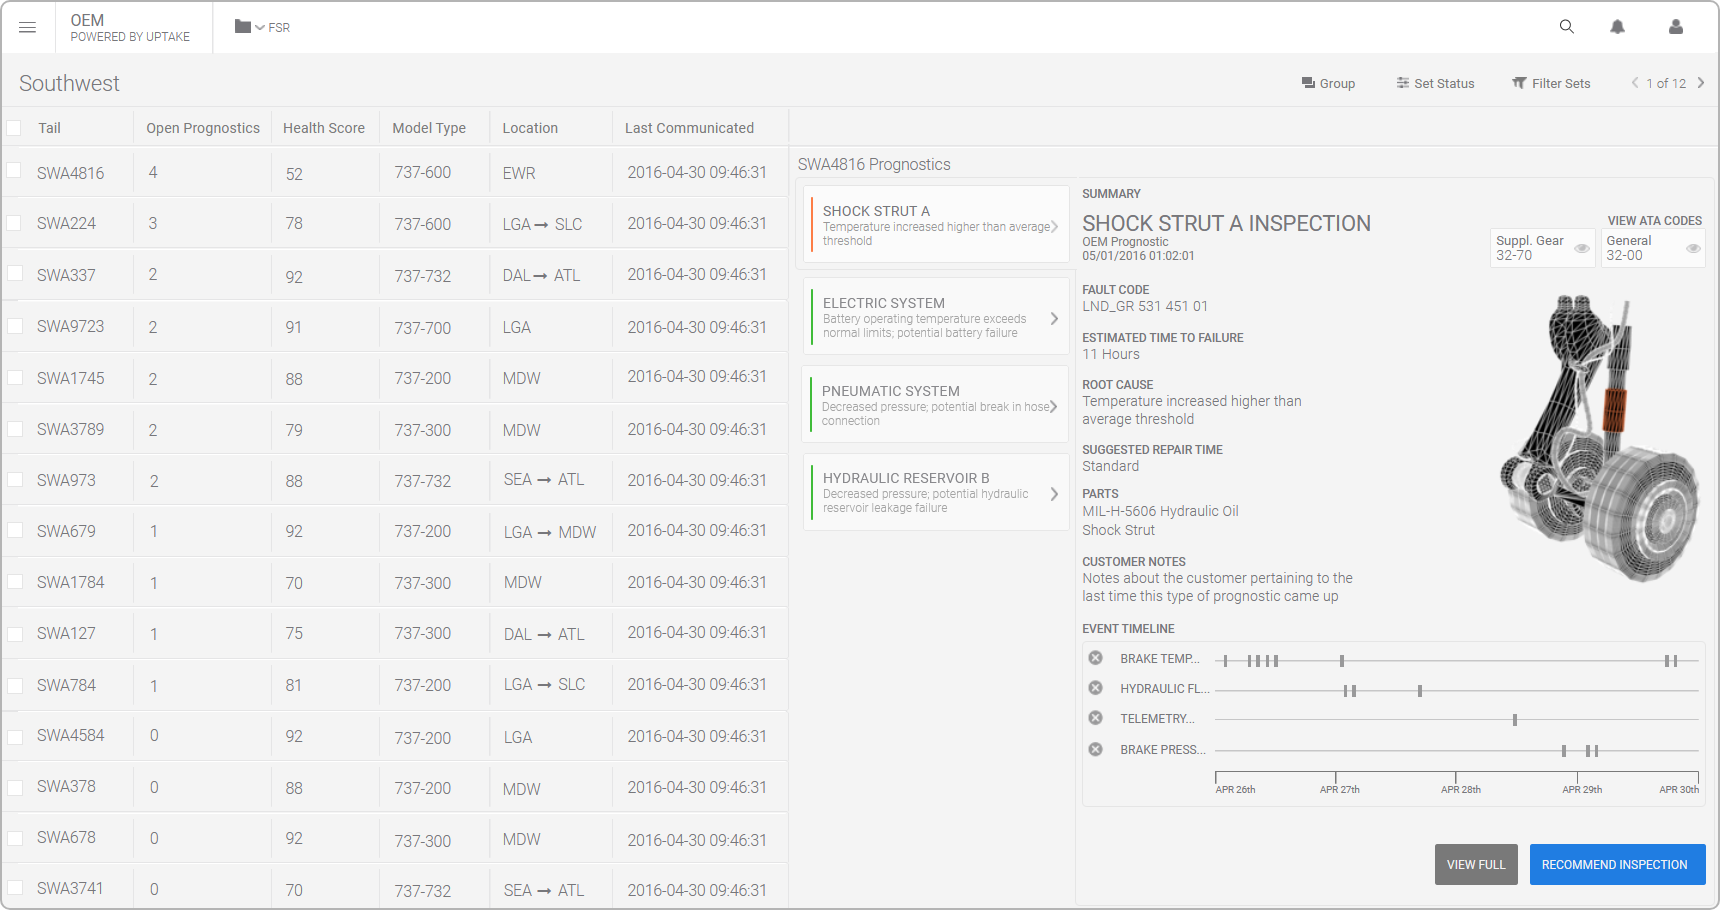 OEM
POWERED BY UPTAKE
FSR
Southwest
Group
Set Status
Filter Sets
1 of 12
Tail Open Prognostics Health Score Model Type Location Last Communicated
SWA4816 4 52 737-600 EWR 2016-04-30 09:46:31
SWA224 3 78 737-600 LGA → SLC 2016-04-30 09:46:31
SWA337 2 92 737-732 DAL → ATL 2016-04-30 09:46:31
SWA9723 2 91 737-700 LGA 2016-04-30 09:46:31
SWA1745 2 88 737-200 MDW 2016-04-30 09:46:31
SWA3789 2 79 737-300 MDW 2016-04-30 09:46:31
SWA973 2 88 737-732 SEA → ATL 2016-04-30 09:46:31
SWA679 1 92 737-200 LGA → MDW 2016-04-30 09:46:31
SWA1784 1 70 737-300 MDW 2016-04-30 09:46:31
SWA127 1 75 737-300 DAL → ATL 2016-04-30 09:46:31
SWA784 1 81 737-200 LGA → SLC 2016-04-30 09:46:31
SWA4584 0 92 737-200 LGA 2016-04-30 09:46:31
SWA378 0 88 737-200 MDW 2016-04-30 09:46:31
SWA678 0 92 737-300 MDW 2016-04-30 09:46:31
SWA3741 0 70 737-732 SEA → ATL 2016-04-30 09:46:31
SWA4816 Prognostics
SHOCK STRUT A
Temperature increased higher than average
threshold
ELECTRIC SYSTEM
Battery operating temperature exceeds
normal limits; potential battery failure
PNEUMATIC SYSTEM
Decreased pressure; potential break in hose
connection
HYDRAULIC RESERVOIR B
Decreased pressure; potential hydraulic
reservoir leakage failure
SUMMARY
SHOCK STRUT A INSPECTION
OEM Prognostic
05/01/2016 01:02:01
VIEW ATA CODES
Suppl. Gear
32-70
General
32-00
FAULT CODE
LND_GR 531 451 01
ESTIMATED TIME TO FAILURE
11 Hours
ROOT CAUSE
Temperature increased higher than
average threshold
SUGGESTED REPAIR TIME
Standard
PARTS
MIL-H-5606 Hydraulic Oil
Shock Strut
CUSTOMER NOTES
Notes about the customer pertaining to the
last time this type of prognostic came up
EVENT TIMELINE
BRAKE TEMP...
HYDRAULIC FL...
TELEMETRY...
BRAKE PRESS...
APR 26th APR 27th APR 28th APR 29th APR 30th
VIEW FULL
RECOMMEND INSPECTION